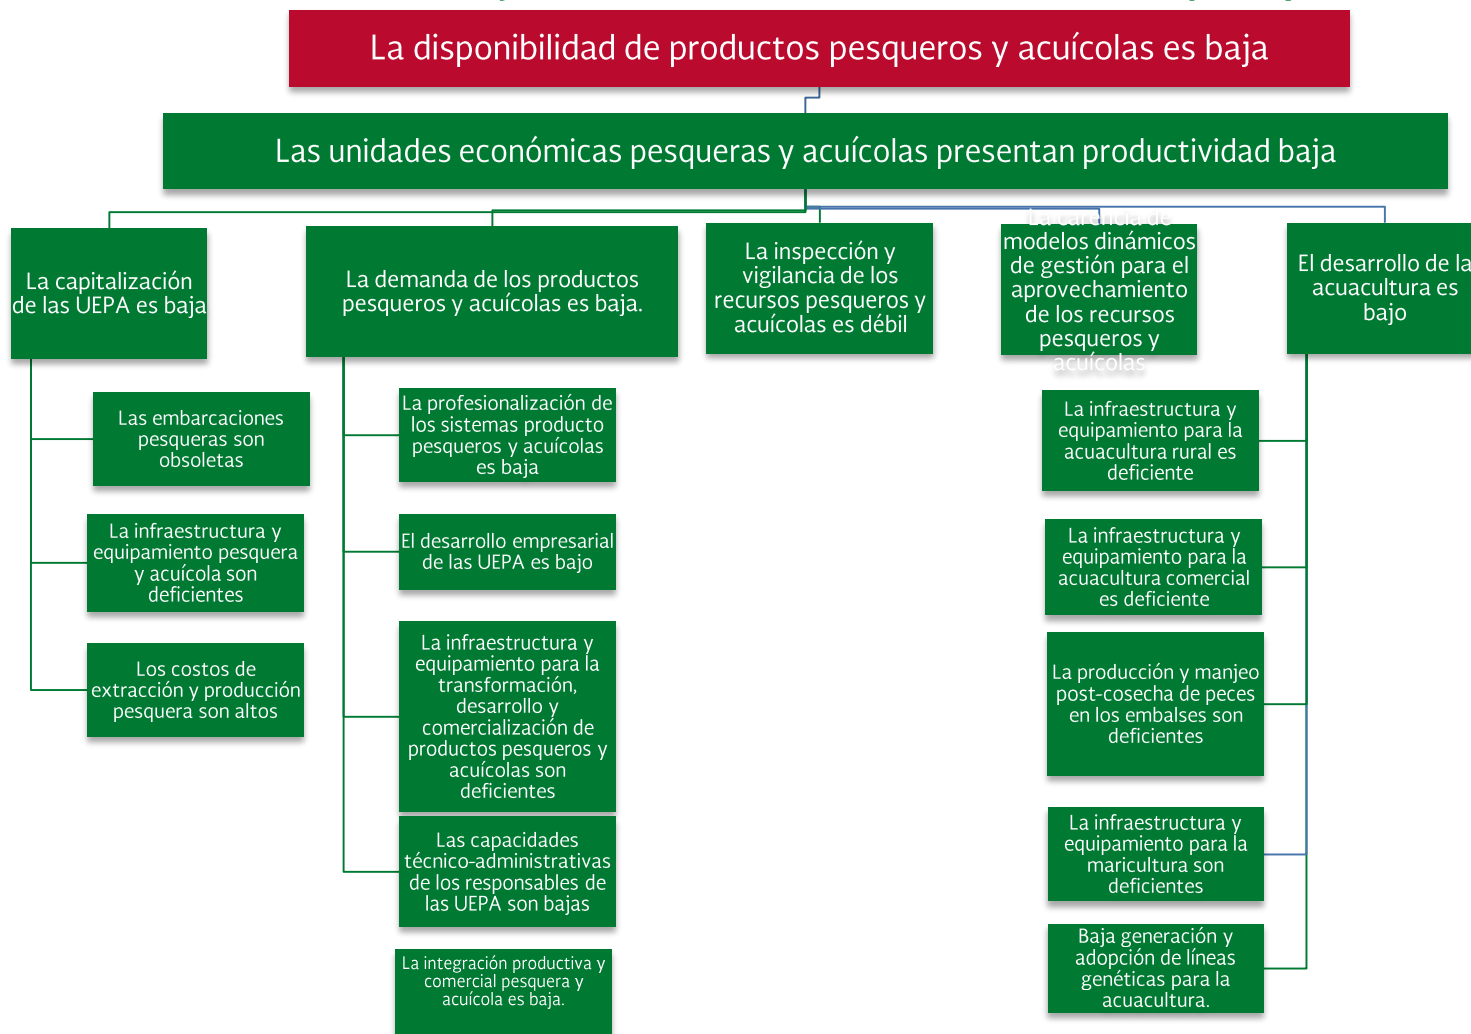 La disponibilidad de productos pesqueros y acuícolas es baja
Las unidades económicas pesqueras y acuícolas presentan productividad baja
La capitalización
de las UEPA es baja
La demanda de los productos
pesqueros y acuícolas es baja.
La inspección y
vigilancia de los
recursos pesqueros y
acuícolas es débil
La carencia de
modelos dinámicos
de gestión para el
aprovechamiento
de los recursos
pesqueros y
acuícolas
El desarrollo de la
acuacultura es
bajo
Las embarcaciones
pesqueras son
obsoletas
La infraestructura y
equipamiento pesquera
y acuícola son
deficientes
Los costos de
extracción y producción
pesquera son altos
La profesionalización de
los sistemas producto
pesqueros y acuícolas
es baja
El desarrollo empresarial
de las UEPA es bajo
La infraestructura y
equipamiento para la
transformación,
desarrollo y
comercialización de
productos pesqueros y
acuícolas son
deficientes
Las capacidades
técnico-administrativas
de los responsables de
las UEPA son bajas
La integración productiva y
comercial pesquera y
acuícola es baja.
La infraestructura y
equipamiento para la
acuacultura rural es
deficiente
La infraestructura y
equipamiento para la
acuacultura comercial
es deficiente
La producción y manjeo
post-cosecha de peces
en los embalses son
deficientes
La infraestructura y
equipamiento para la
maricultura son
deficientes
Baja generación y
adopción de líneas
genéticas para la
acuacultura.